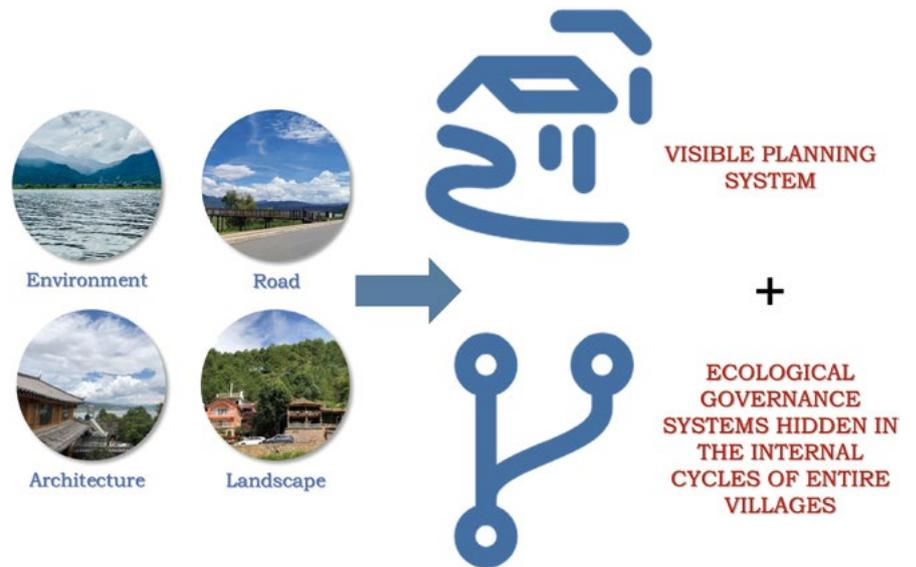 Environment
Road
Architecture
Landscape
VISIBLE PLANNING
SYSTEM
+
ECOLOGICAL
GOVERNANCE
SYSTEMS HIDDEN IN
THE INTERNAL
CYCLES OF ENTIRE
VILLAGES